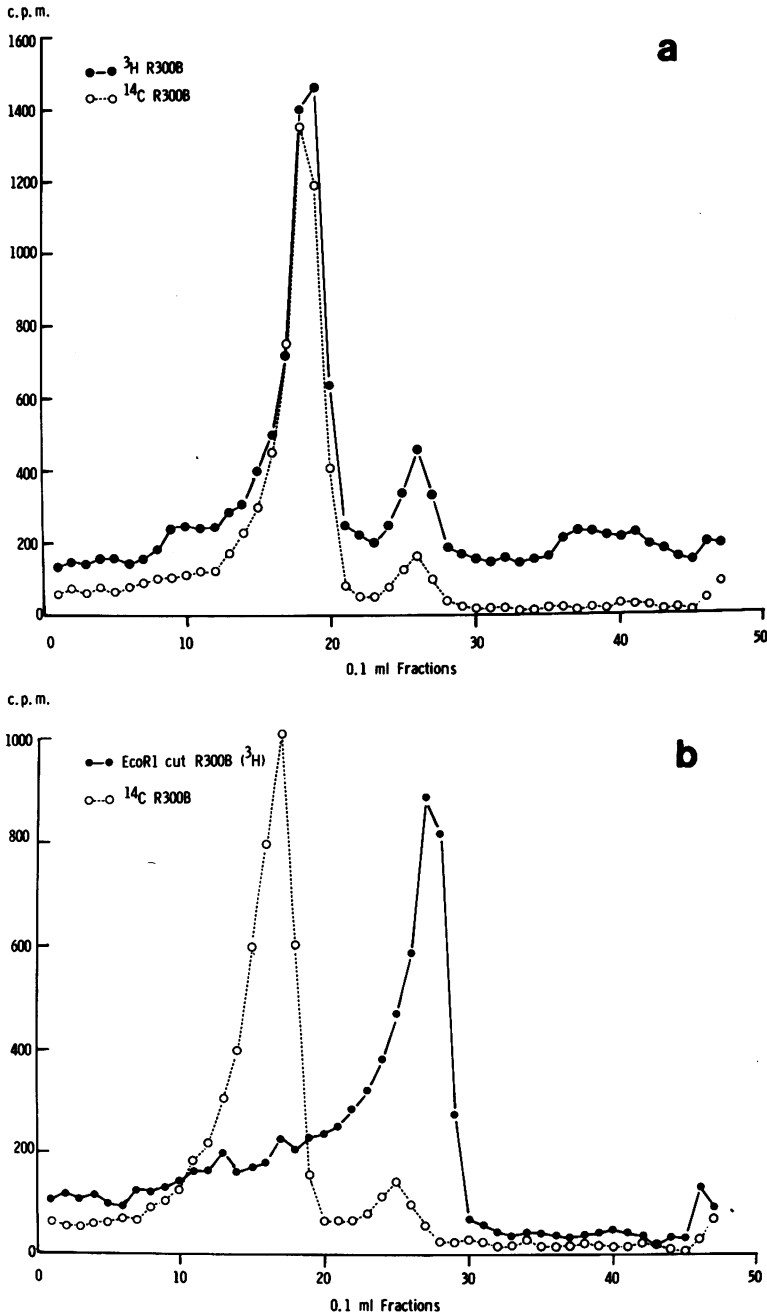 c.p.m.
a
1600
1400
1200
1000
800
600
400
200
0
●–● ³H R300B
○····○ ¹⁴C R300B
0 10 20 30 40 50
0.1 ml Fractions
c.p.m.
b
1000
800
600
400
200
0
●–● EcoR1 cut R300B (³H)
○····○ ¹⁴C R300B
0 10 20 30 40 50
0.1 ml Fractions